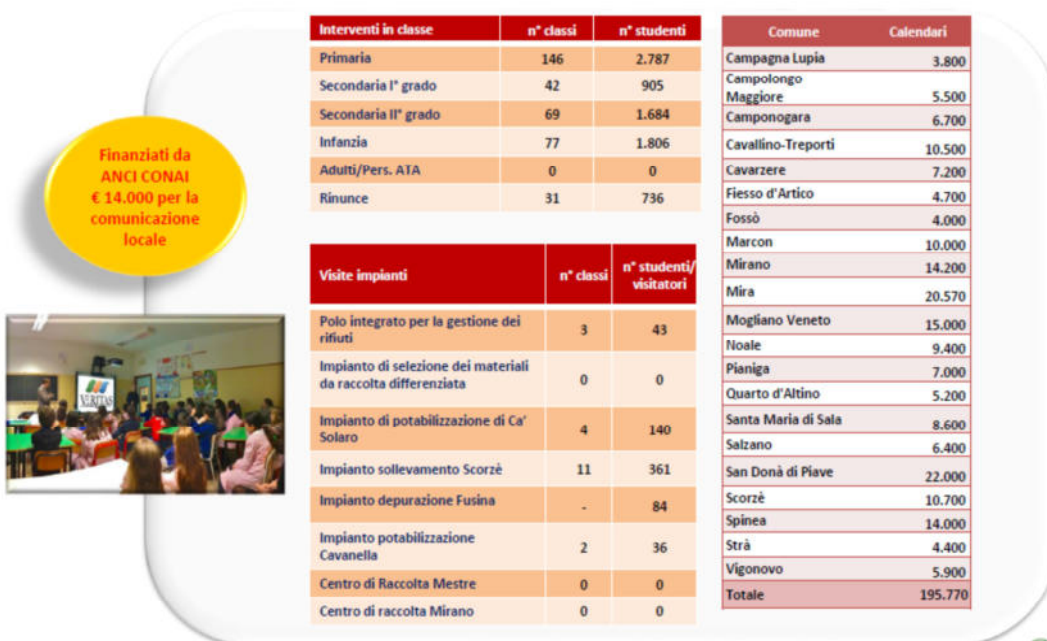 Finanziati da
ANCI CONAI
€ 14.000 per la
comunicazione
locale
VERITAS
Interventi in classe n° classi n° studenti
Primaria 146 2.787
Secondaria I° grado 42 905
Secondaria II° grado 69 1.684
Infanzia 77 1.806
Adulti/Pers. ATA 0 0
Rinunce 31 736
Visite impianti n° classi n° studenti/
visitatori
Polo integrato per la gestione dei
rifiuti 3 43
Impianto di selezione dei materiali
da raccolta differenziata 0 0
Impianto di potabilizzazione di Ca'
Solaro 4 140
Impianto sollevamento Scorzè 11 361
Impianto depurazione Fusina - 84
Impianto potabilizzazione
Cavanella 2 36
Centro di Raccolta Mestre 0 0
Centro di raccolta Mirano 0 0
Comune Calendari
Campagna Lupia 3.800
Campolongo
Maggiore 5.500
Camponogara 6.700
Cavallino-Treporti 10.500
Cavarzere 7.200
Fiesso d'Artico 4.700
Fossò 4.000
Marcon 10.000
Mirano 14.200
Mira 20.570
Mogliano Veneto 15.000
Noale 9.400
Pianiga 7.000
Quarto d'Altino 5.200
Santa Maria di Sala 8.600
Salzano 6.400
San Donà di Piave 22.000
Scorzè 10.700
Spinea 14.000
Strà 4.400
Vigonovo 5.900
Totale 195.770